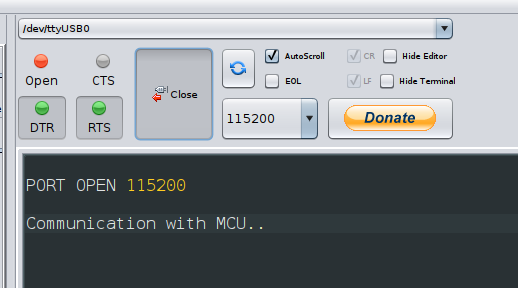 /dev/ttyUSB0
Open
CTS
DTR
RTS
Close
AutoScroll
CR
Hide Editor
EOL
LF
Hide Terminal
115200
Donate
PORT OPEN 115200
Communication with MCU..